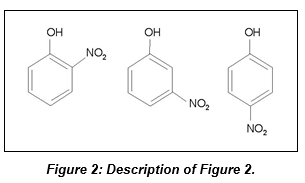 OH
NO2
OH
NO2
OH
NO2
Figure 2: Description of Figure 2.